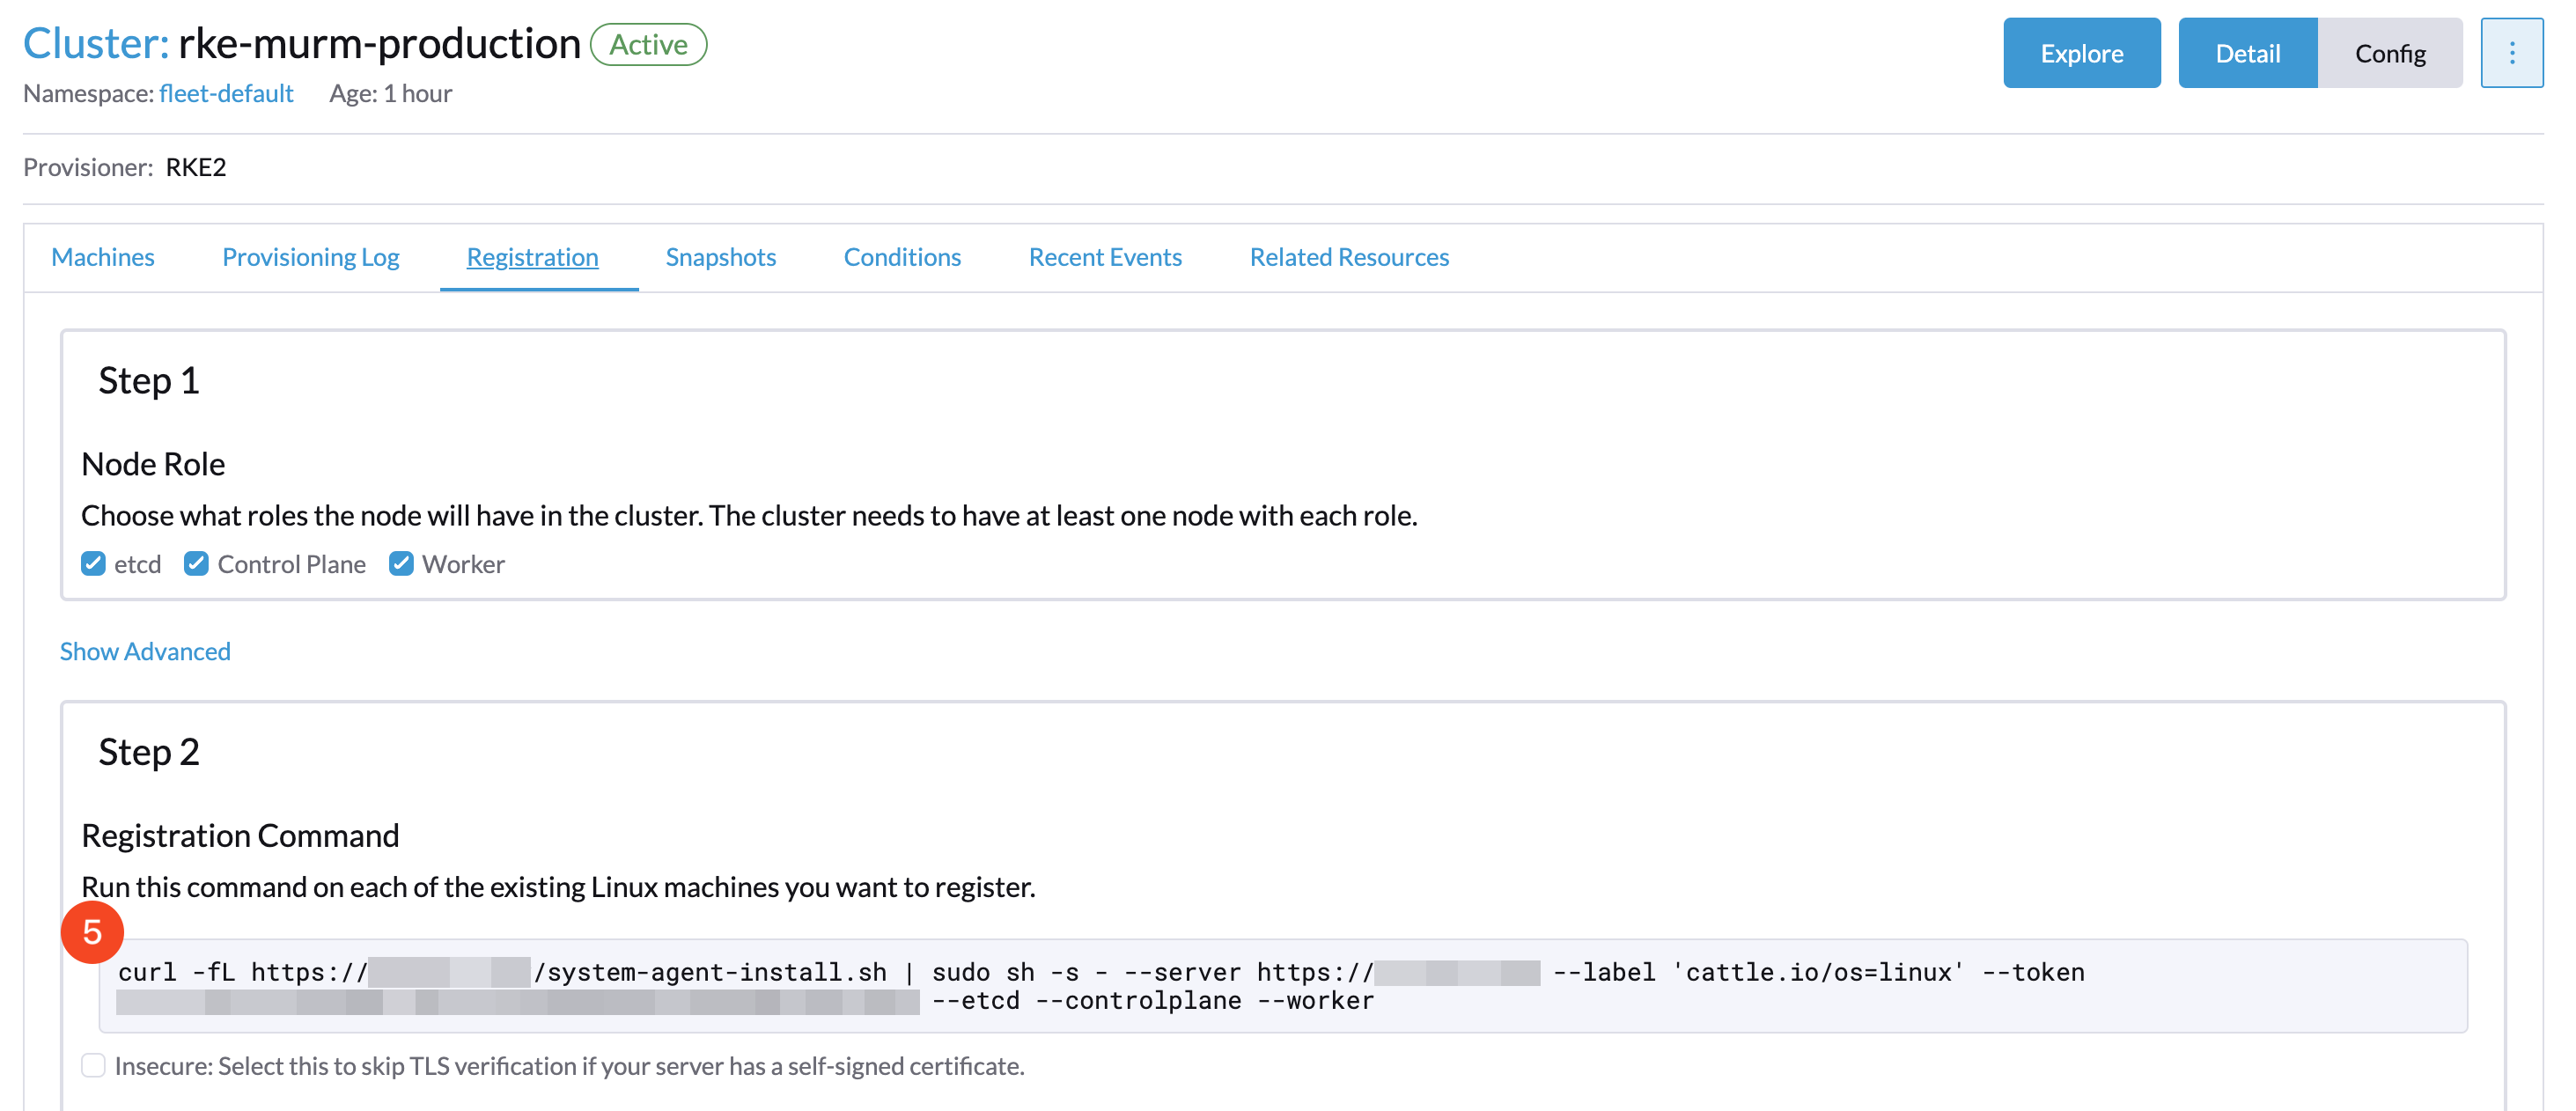 Cluster: rke-murm-production Active
Explore Detail Config
Namespace: fleet-default Age: 1 hour
Provisioner: RKE2
Machines Provisioning Log Registration Snapshots Conditions Recent Events Related Resources
Step 1
Node Role
Choose what roles the node will have in the cluster. The cluster needs to have at least one node with each role.
etcd Control Plane Worker
Show Advanced
Step 2
Registration Command
Run this command on each of the existing Linux machines you want to register.
5
curl -fL https:// /system-agent-install.sh | sudo sh -s - --server https:// --label 'cattle.io/os=linux' --token
--etcd --controlplane --worker
Insecure: Select this to skip TLS verification if your server has a self-signed certificate.